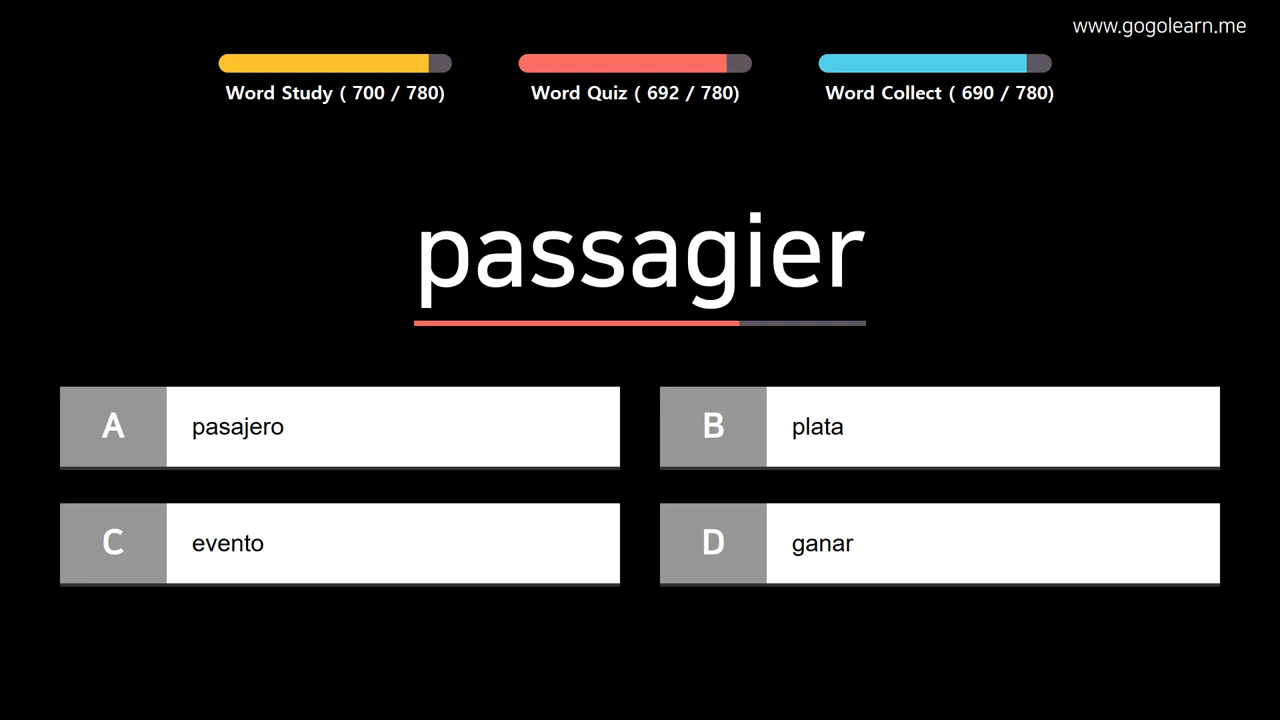 www.gogolearn.me
Word Study ( 700 / 780)
Word Quiz ( 692 / 780)
Word Collect ( 690 / 780)
passagier
A pasajero
B plata
C evento
D ganar